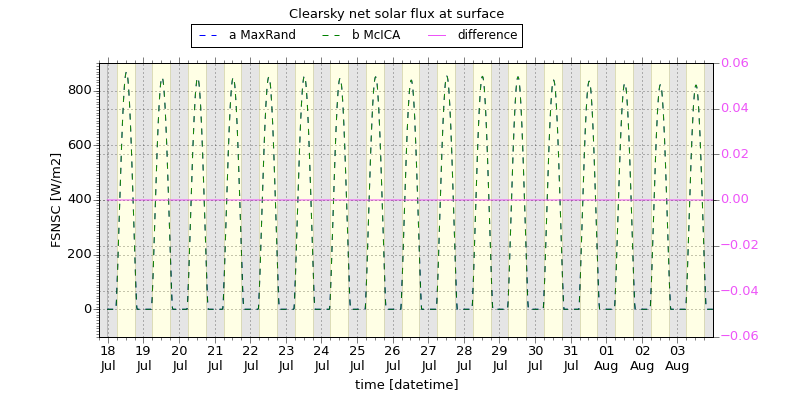 Clearsky net solar flux at surface
a MaxRand b McICA difference
FSNSC [W/m2]
800
600
400
200
0
0.06
0.04
0.02
0.00
−0.02
−0.04
−0.06
18 19 20 21 22 23 24 25 26 27 28 29 30 31 01 02 03
Jul Jul Jul Jul Jul Jul Jul Jul Jul Jul Jul Jul Jul Jul Aug Aug Aug
time [datetime]